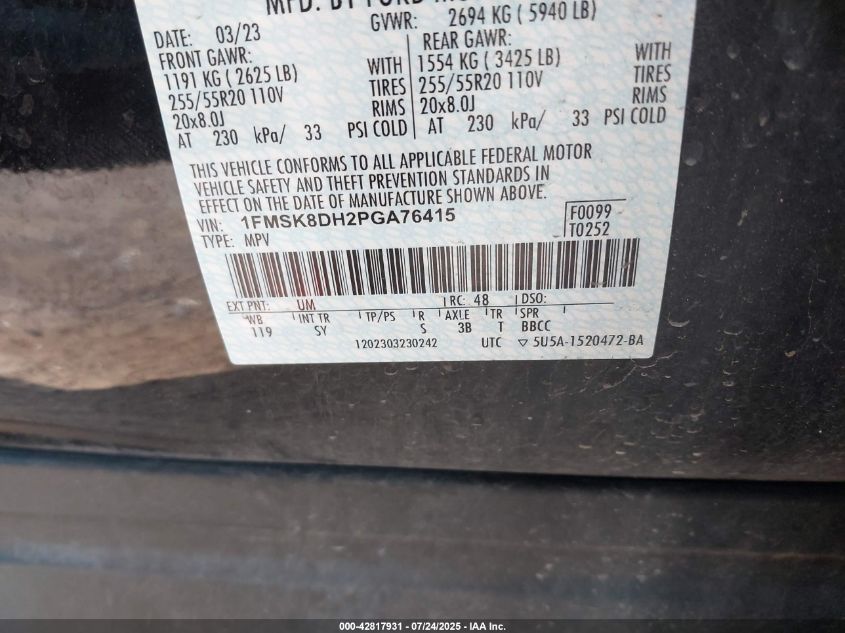 MFD. BY FORD
DATE: 03/23 GVWR: 2694 KG ( 5940 LB)
FRONT GAWR: REAR GAWR:
1191 KG ( 2625 LB) WITH 1554 KG ( 3425 LB) WITH
255/55R20 110V TIRES 255/55R20 110V TIRES
20x8.0J RIMS 20x8.0J RIMS
AT 230 kPa/ 33 PSI COLD AT 230 kPa/ 33 PSI COLD
THIS VEHICLE CONFORMS TO ALL APPLICABLE FEDERAL MOTOR
VEHICLE SAFETY AND THEFT PREVENTION STANDARDS IN
EFFECT ON THE DATE OF MANUFACTURE SHOWN ABOVE.
VIN: 1FMSK8DH2PGA76415 F0099
TYPE: MPV T0252
EXT PNT: UM RC: 48 DSO:
WB INT TR TP/PS R AXLE TR SPR
119 SY S 3B T BBCC
1202303230242 UTC ▽ 5U5A-1520472-BA
000-42817931 - 07/24/2025 - IAA Inc.